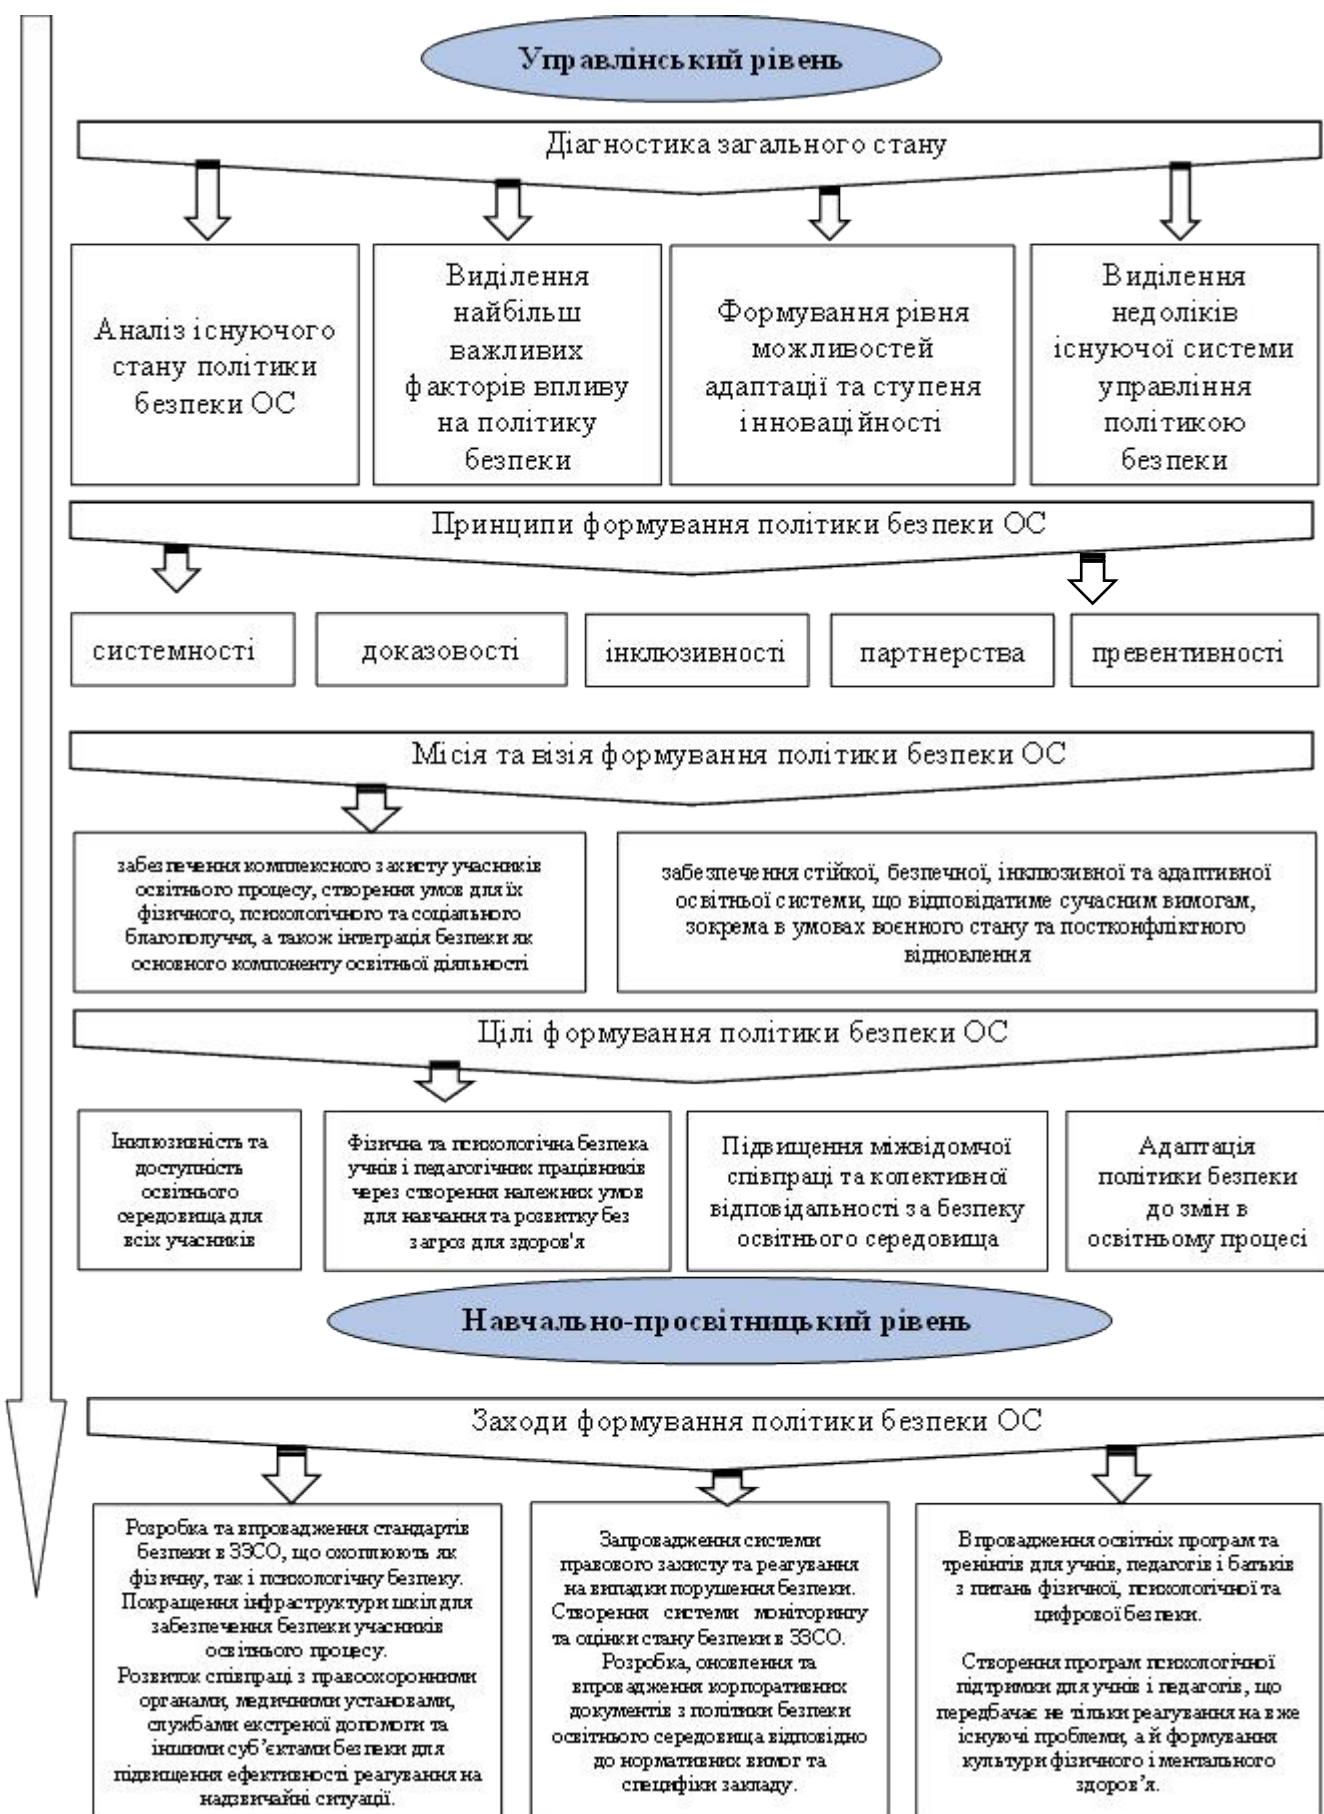 Управлінський рівень
Діагностика загального стану
Аналіз існуючого
стану політики
безпеки ОС
Виділення
найбільш
важливих
факторів впливу
на політику
безпеки
Формування рівня
можливостей
адаптації та ступеня
інноваційності
Виділення
недоліків
існуючої системи
управління
політикою
безпеки
Принципи формування політики безпеки ОС
системності
доказовості
інклюзивності
партнерства
превентивності
Місія та візія формування політики безпеки ОС
забезпечення комплексного захисту учасників
освітнього процесу, створення умов для їх
фізичного, психологічного та соціального
благополуччя, а також інтеграція безпеки як
основного компоненту освітньої діяльності
забезпечення стійкої, безпечної, інклюзивної та адаптивної
освітньої системи, що відповідатиме сучасним вимогам,
зокрема в умовах воєнного стану та постконфліктного
відновлення
Цілі формування політики безпеки ОС
Інклюзивність та
доступність
освітнього
середовища для
всіх учасників
Фізична та психологічна безпека
учнів і педагогічних працівників
через створення належних умов
для навчання та розвитку без
загроз для здоров'я
Підвищення міжвідомчої
співпраці та колективної
відповідальності за безпеку
освітнього середовища
Адаптація
політики безпеки
до змін в
освітньому процесі
Навчально-просвітницький рівень
Заходи формування політики безпеки ОС
Розробка та впровадження стандартів
безпеки в ЗЗСО, що охоплюють як
фізичну, так і психологічну безпеку.
Покращення інфраструктури шкіл для
забезпечення безпеки учасників
освітнього процесу.
Розвиток співпраці з правоохоронними
органами, медичними установами,
службами екстреної допомоги та
іншими суб’єктами безпеки для
підвищення ефективності реагування на
надзвичайні ситуації.
Запровадження системи
правового захисту та реагування
на випадки порушення безпеки.
Створення системи моніторингу
та оцінки стану безпеки в ЗЗСО.
Розробка, оновлення та
впровадження корпоративних
документів з політики безпеки
освітнього середовища відповідно
до нормативних вимог та
специфіки закладу.
Впровадження освітніх програм та
тренінгів для учнів, педагогів і батьків
з питань фізичної, психологічної та
цифрової безпеки.
Створення програм психологічної
підтримки для учнів і педагогів, що
передбачає не тільки реагування на вже
існуючі проблеми, а й формування
культури фізичного і ментального
здоров’я.